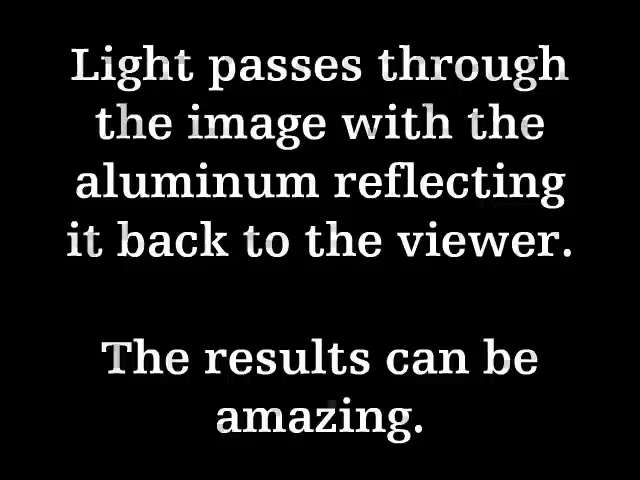 Light passes through
the image with the
aluminum reflecting
it back to the viewer.
The results can be
amazing.